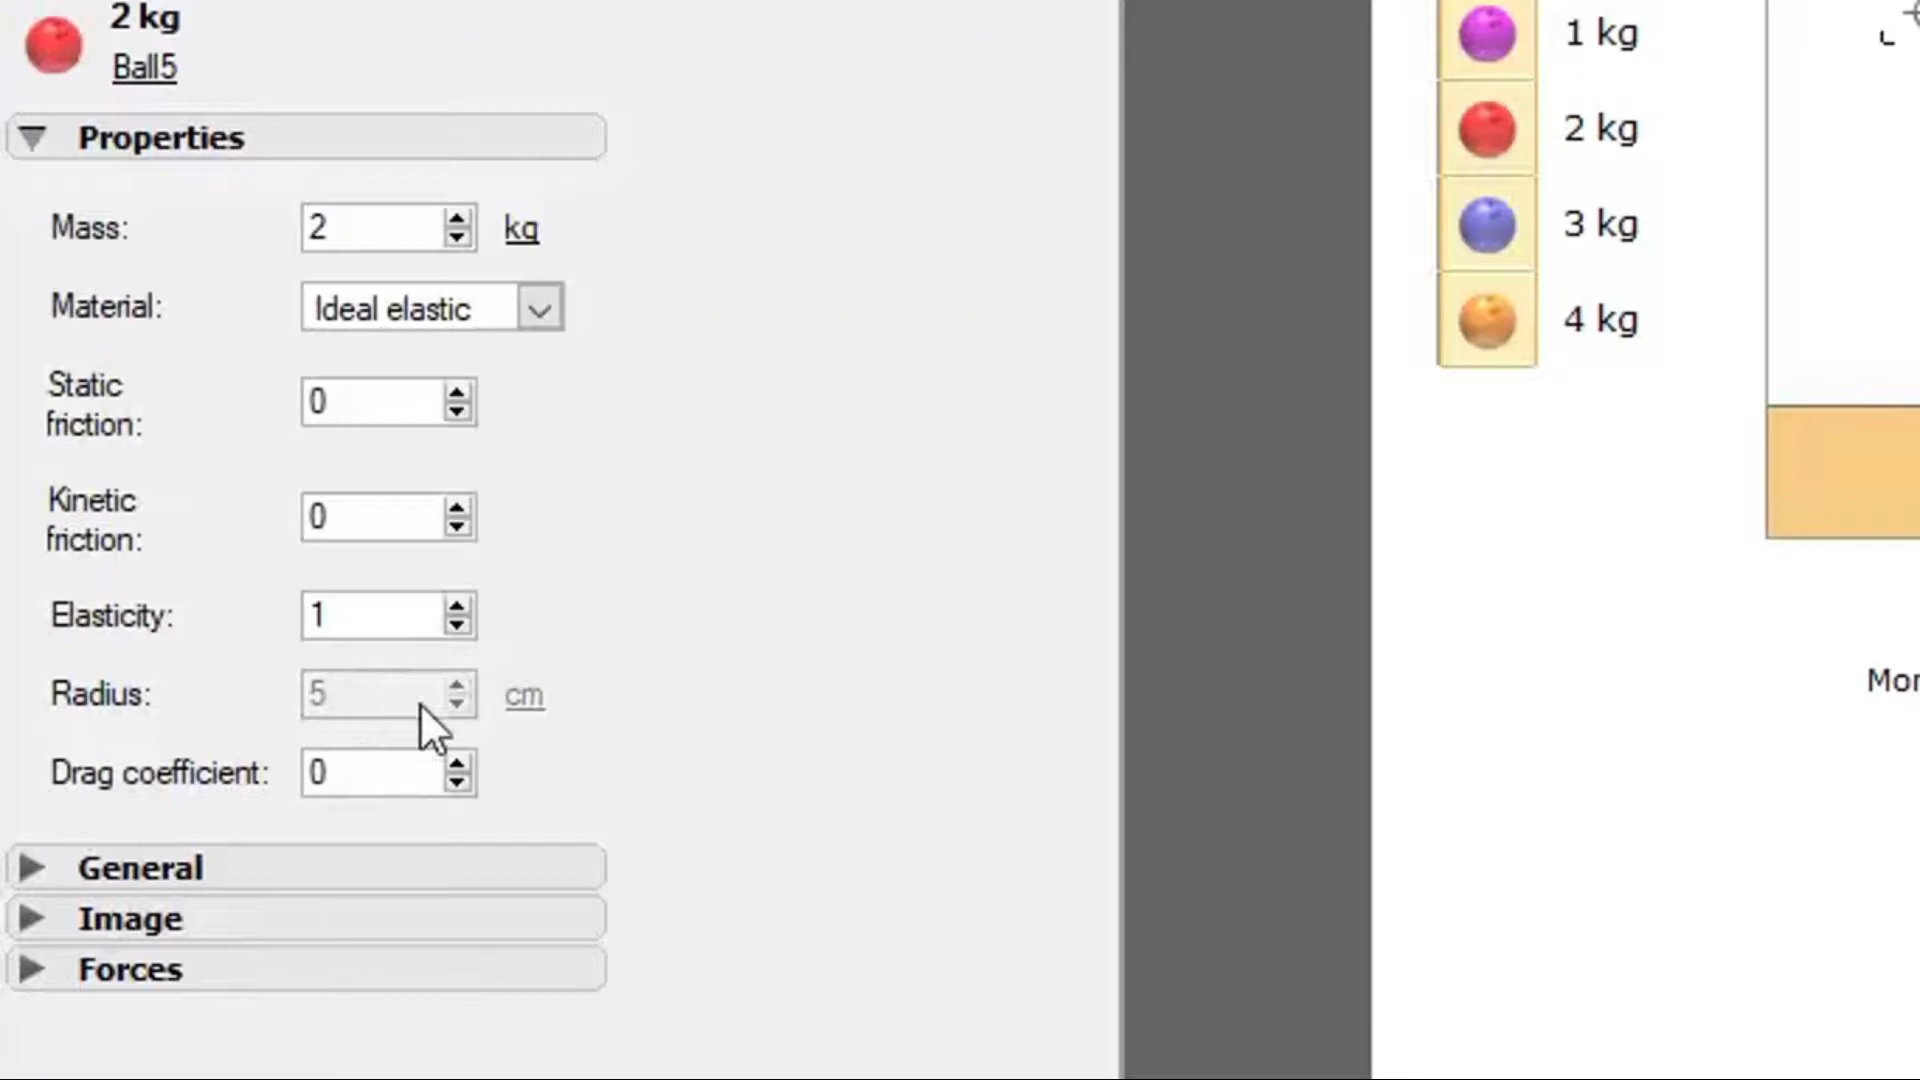 2 kg
Ball5
Properties
Mass: 2 kg
Material: Ideal elastic
Static
friction: 0
Kinetic
friction: 0
Elasticity: 1
Radius: 5 cm
Drag coefficient: 0
General
Image
Forces
1 kg
2 kg
3 kg
4 kg
Mor